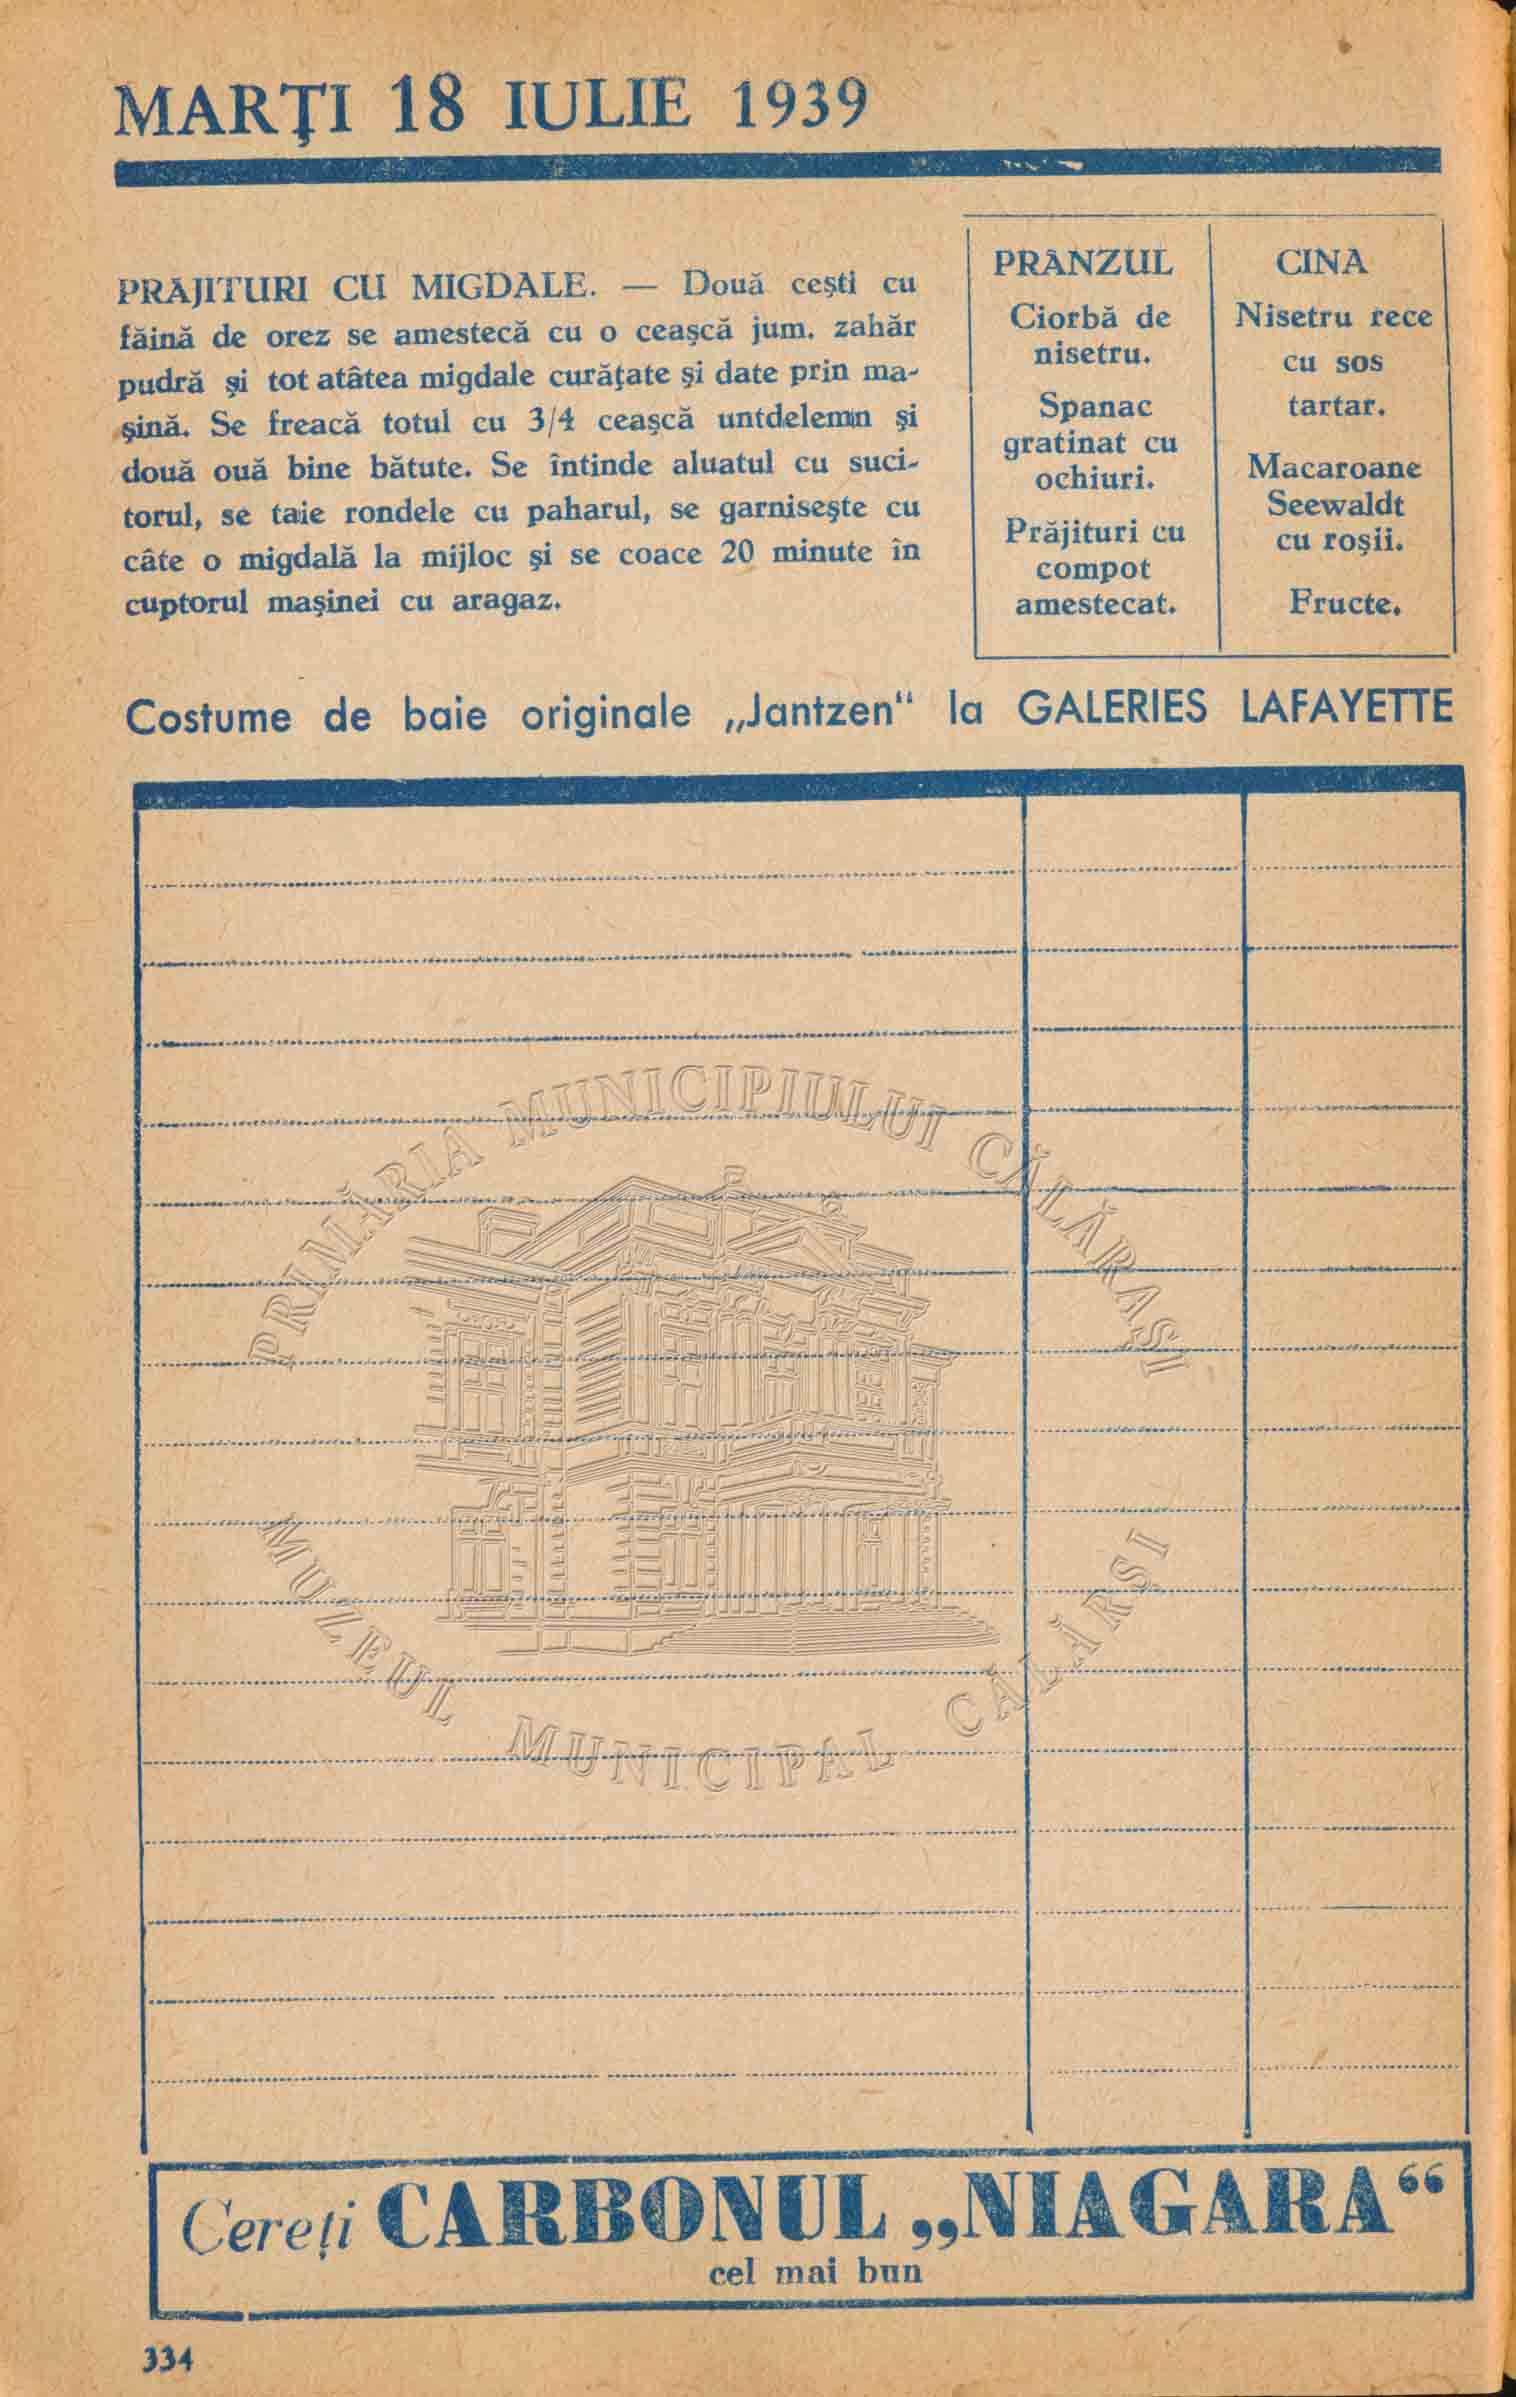 MARŢI 18 IULIE 1939
PRĂJITURI CU MIGDALE. — Două ceşti cu
făină de orez se amestecă cu o ceaşcă jum. zahăr
pudră şi tot atâtea migdale curăţate şi date prin ma-
şină. Se freacă totul cu 3/4 ceaşcă untdelemn şi
două ouă bine bătute. Se întinde aluatul cu suci-
torul, se taie rondele cu paharul, se garniseşte cu
câte o migdală la mijloc şi se coace 20 minute în
cuptorul maşinei cu aragaz.
PRÂNZUL
Ciorbă de
nisetru.
Spanac
gratinat cu
ochiuri.
Prăjituri cu
compot
amestecat.
CINA
Nisetru rece
cu sos
tartar.
Macaroane
Seewaldt
cu roşii.
Fructe.
Costume de baie originale „Jantzen“ la GALERIES LAFAYETTE
PRIMĂRIA MUNICIPIULUI CĂLĂRAŞI
MUZEUL MUNICIPAL CĂLĂRŞI
Cereţi CARBONUL „NIAGARA“
cel mai bun
334